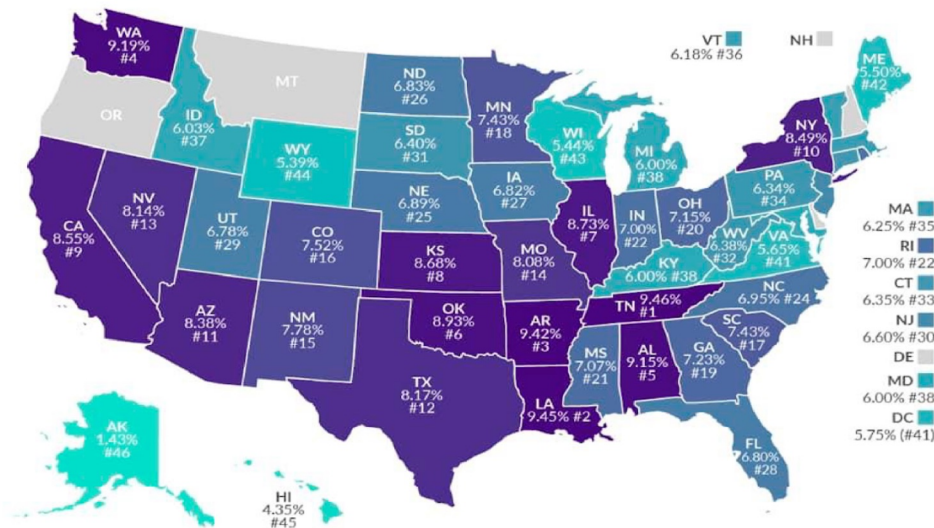 WA
9.19%
#4
MT
OR
ID
6.03%
#37
WY
5.39%
#44
ND
6.83%
#26
SD
6.40%
#31
NE
6.89%
#25
MN
7.43%
#18
IA
6.82%
#27
WI
5.44%
#43
MI
6.00%
#38
VT
6.18% #36
NH
ME
5.50%
#42
NY
8.49%
#10
CA
8.55%
#9
NV
8.14%
#13
UT
6.78%
#29
CO
7.52%
#16
KS
8.68%
#8
MO
8.08%
#14
IL
8.73%
#7
IN
7.00%
#22
OH
7.15%
#20
PA
6.34%
#34
WV
6.38%
#32
VA
5.65%
#41
KY
6.00% #38
AZ
8.38%
#11
NM
7.78%
#15
OK
8.93%
#6
AR
9.42%
#3
TN 9.46%
#1
NC
6.95% #24
SC
7.43%
#17
TX
8.17%
#12
LA
9.45% #2
MS
7.07%
#21
AL
9.15%
#5
GA
7.23%
#19
FL
6.80%
#28
AK
1.43%
#46
HI
4.35%
#45
MA
6.25% #35
RI
7.00% #22
CT
6.35% #33
NJ
6.60% #30
DE
MD
6.00% #38
DC
5.75% (#41)